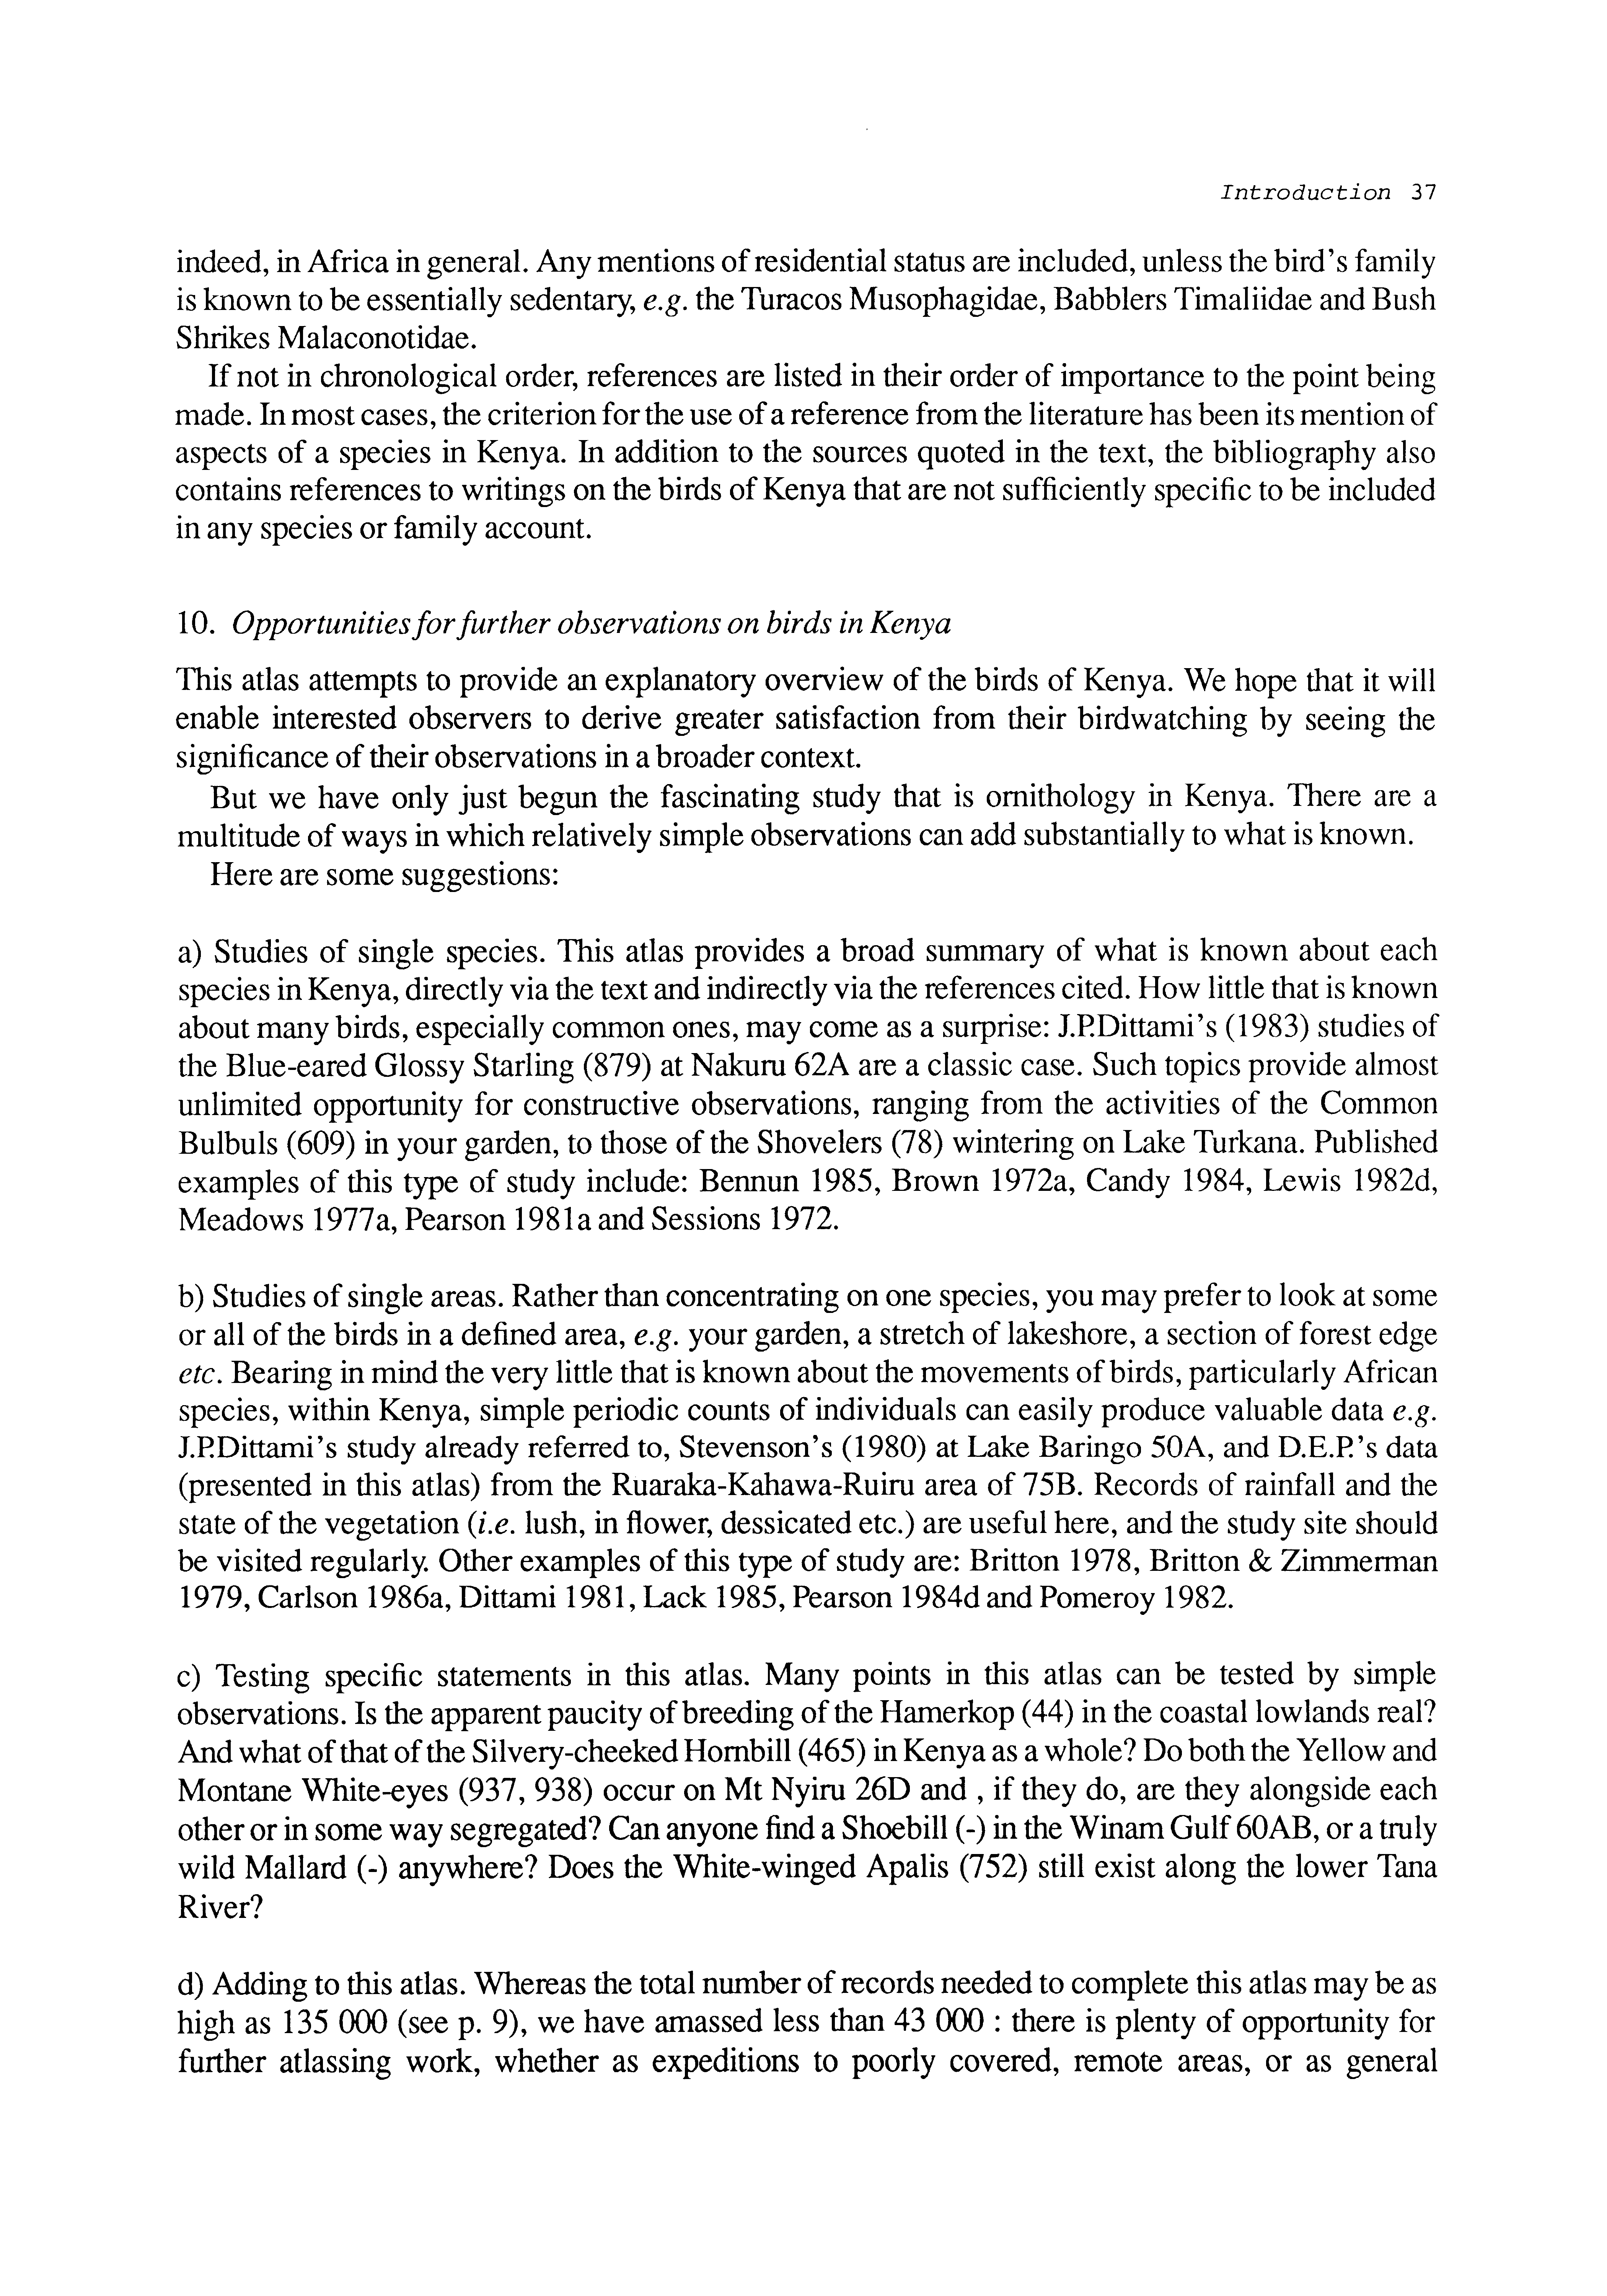 Introduction 37
indeed, in Africa in general. Any mentions of residential status are included, unless the bird's family
is known to be essentially sedentary, e.g. the Turacos Musophagidae, Babblers Timaliidae and Bush
Shrikes Malaconotidae.
If not in chronological order, references are listed in their order of importance to the point being
made. In most cases, the criterion for the use of a reference from the literature has been its mention of
aspects of a species in Kenya. In addition to the sources quoted in the text, the bibliography also
contains references to writings on the birds of Kenya that are not sufficiently specific to be included
in any species or family account.
10. Opportunities for further observations on birds in Kenya
This atlas attempts to provide an explanatory overview of the birds of Kenya. We hope that it will
enable interested observers to derive greater satisfaction from their birdwatching by seeing the
significance of their observations in a broader context.
But we have only just begun the fascinating study that is ornithology in Kenya. There are a
multitude of ways in which relatively simple observations can add substantially to what is known.
Here are some suggestions:
a) Studies of single species. This atlas provides a broad summary of what is known about each
species in Kenya, directly via the text and indirectly via the references cited. How little that is known
about many birds, especially common ones, may come as a surprise: J.P.Dittami's (1983) studies of
the Blue-eared Glossy Starling (879) at Nakuru 62A are a classic case. Such topics provide almost
unlimited opportunity for constructive observations, ranging from the activities of the Common
Bulbuls (609) in your garden, to those of the Shovelers (78) wintering on Lake Turkana. Published
examples of this type of study include: Bennun 1985, Brown 1972a, Candy 1984, Lewis 1982d,
Meadows 1977a, Pearson 1981a and Sessions 1972.
b) Studies of single areas. Rather than concentrating on one species, you may prefer to look at some
or all of the birds in a defined area, e.g. your garden, a stretch of lakeshore, a section of forest edge
etc. Bearing in mind the very little that is known about the movements of birds, particularly African
species, within Kenya, simple periodic counts of individuals can easily produce valuable data e.g.
J.P.Dittami's study already referred to, Stevenson's (1980) at Lake Baringo 50A, and D.E.P.'s data
(presented in this atlas) from the Ruaraka-Kahawa-Ruiru area of 75B. Records of rainfall and the
state of the vegetation (i.e. lush, in flower, dessicated etc.) are useful here, and the study site should
be visited regularly. Other examples of this type of study are: Britton 1978, Britton & Zimmerman
1979, Carlson 1986a, Dittami 1981, Lack 1985, Pearson 1984d and Pomeroy 1982.
c) Testing specific statements in this atlas. Many points in this atlas can be tested by simple
observations. Is the apparent paucity of breeding of the Hamerkop (44) in the coastal lowlands real?
And what of that of the Silvery-cheeked Hornbill (465) in Kenya as a whole? Do both the Yellow and
Montane White-eyes (937, 938) occur on Mt Nyiru 26D and , if they do, are they alongside each
other or in some way segregated? Can anyone find a Shoebill (-) in the Winam Gulf 60AB, or a truly
wild Mallard (-) anywhere? Does the White-winged Apalis (752) still exist along the lower Tana
River?
d) Adding to this atlas. Whereas the total number of records needed to complete this atlas may be as
high as 135 000 (see p. 9), we have amassed less than 43 000 : there is plenty of opportunity for
further atlassing work, whether as expeditions to poorly covered, remote areas, or as general